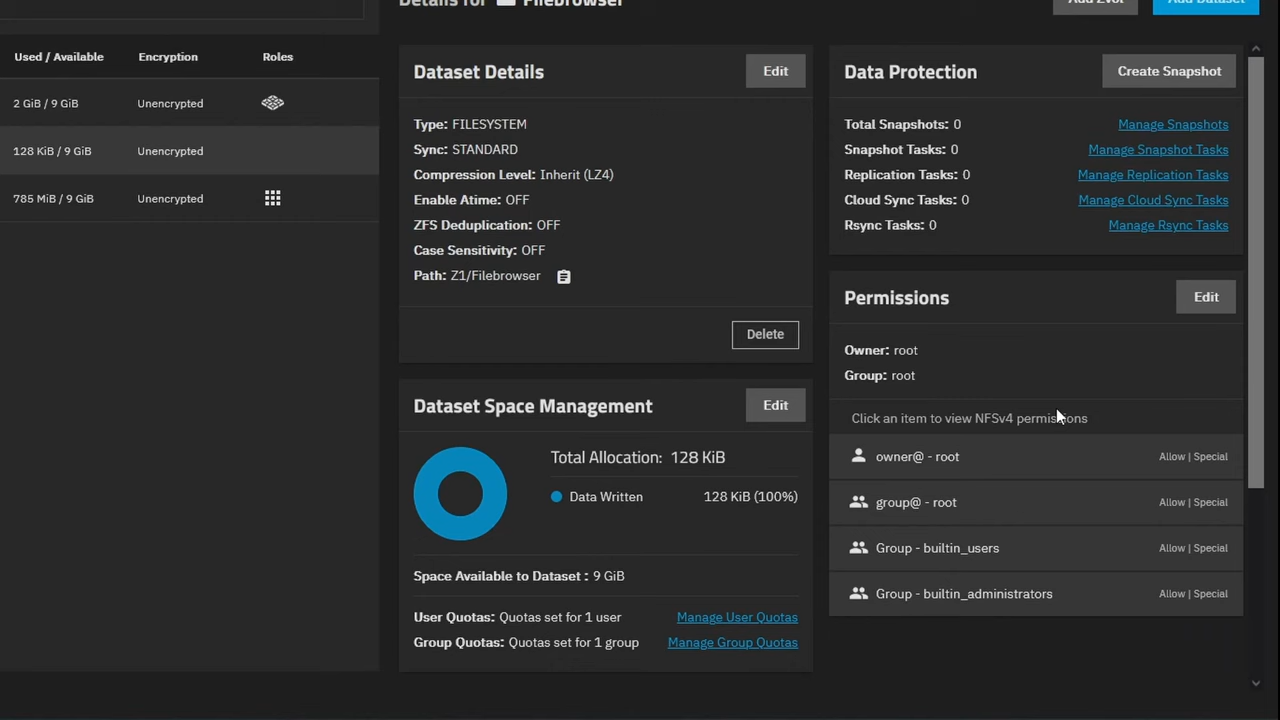 Details for Filebrowser
Add Zvol
Add Dataset
Used / Available
Encryption
Roles
2 GiB / 9 GiB
Unencrypted
128 KiB / 9 GiB
Unencrypted
785 MiB / 9 GiB
Unencrypted
Dataset Details
Edit
Type: FILESYSTEM
Sync: STANDARD
Compression Level: Inherit (LZ4)
Enable Atime: OFF
ZFS Deduplication: OFF
Case Sensitivity: OFF
Path: Z1/Filebrowser
Delete
Dataset Space Management
Edit
Total Allocation: 128 KiB
Data Written
128 KiB (100%)
Space Available to Dataset : 9 GiB
User Quotas: Quotas set for 1 user
Manage User Quotas
Group Quotas: Quotas set for 1 group
Manage Group Quotas
Data Protection
Create Snapshot
Total Snapshots: 0
Manage Snapshots
Snapshot Tasks: 0
Manage Snapshot Tasks
Replication Tasks: 0
Manage Replication Tasks
Cloud Sync Tasks: 0
Manage Cloud Sync Tasks
Rsync Tasks: 0
Manage Rsync Tasks
Permissions
Edit
Owner: root
Group: root
Click an item to view NFSv4 permissions
owner@ - root
Allow | Special
group@ - root
Allow | Special
Group - builtin_users
Allow | Special
Group - builtin_administrators
Allow | Special